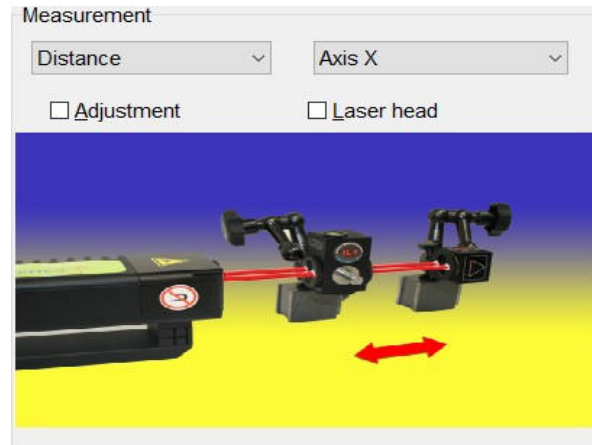 Measurement
Distance
Axis X
Adjustment
Laser head